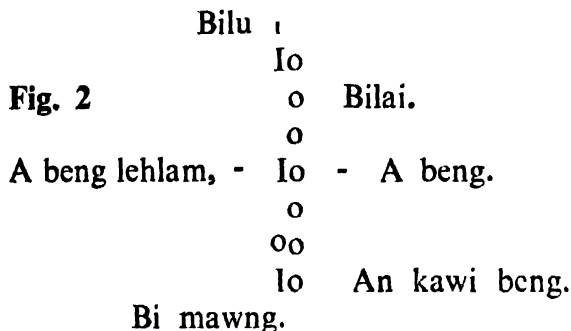 Bilu ı
Io
Fig. 2 o Bilai.
o
A beng lehlam, - Io - A beng.
o
oo
lo An kawi bcng.
Bi mawng.